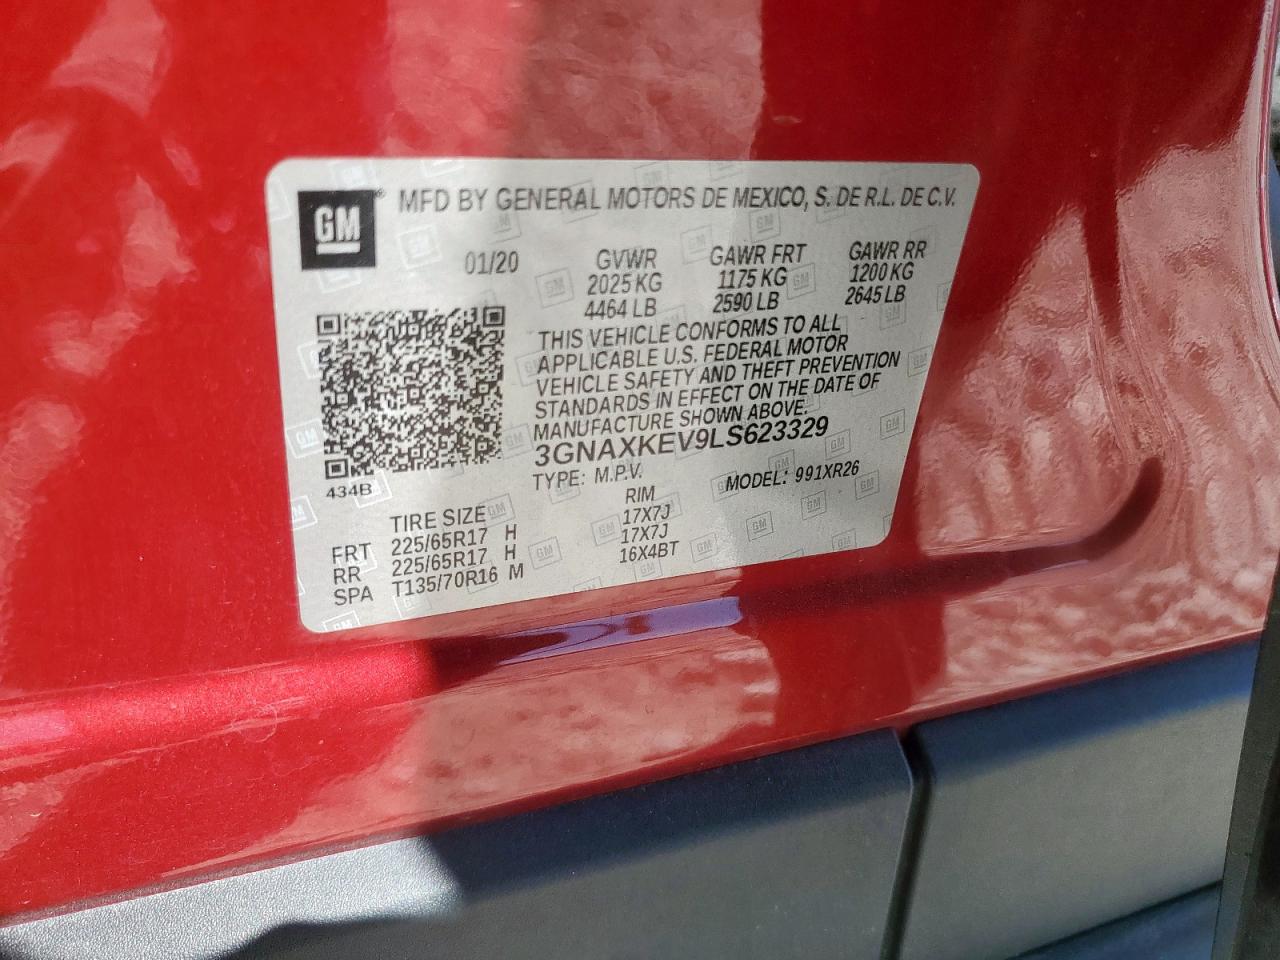 GM MFD BY GENERAL MOTORS DE MEXICO, S. DE R.L. DE C.V.
01/20 GVWR GAWR FRT GAWR RR
2025 KG 1175 KG 1200 KG
4464 LB 2590 LB 2645 LB
THIS VEHICLE CONFORMS TO ALL
APPLICABLE U.S. FEDERAL MOTOR
VEHICLE SAFETY AND THEFT PREVENTION
STANDARDS IN EFFECT ON THE DATE OF
MANUFACTURE SHOWN ABOVE.
3GNAXKEV9LS623329
434B
TYPE: M.P.V. MODEL: 991XR26
TIRE SIZE RIM
FRT 225/65R17 H 17X7J
RR 225/65R17 H 17X7J
SPA T135/70R16 M 16X4BT